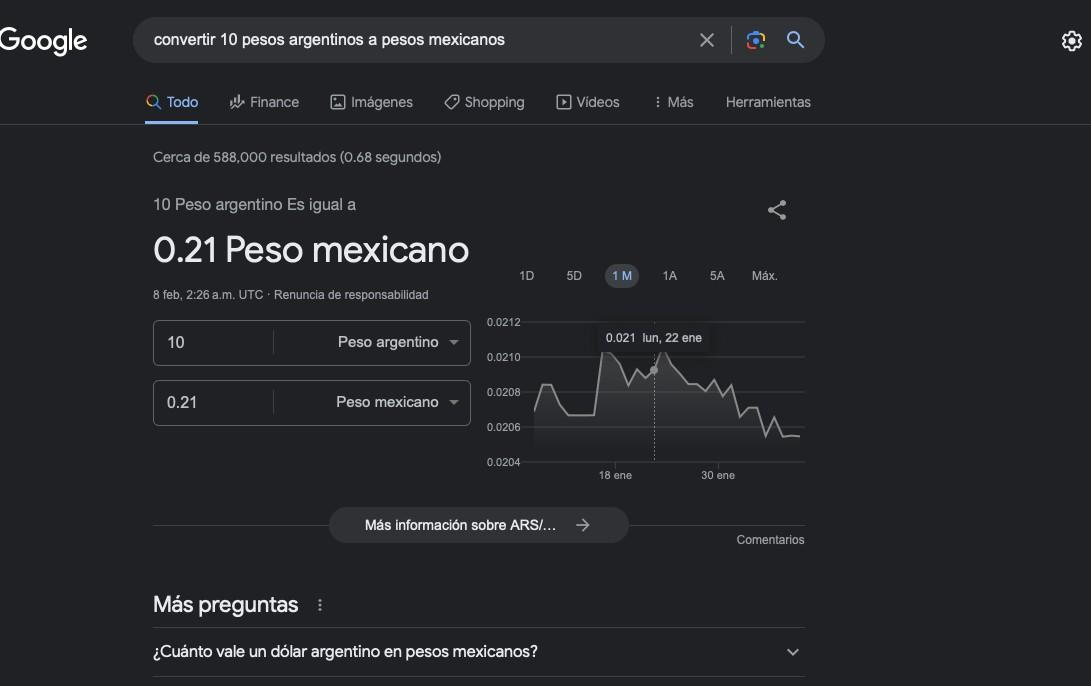 Google
convertir 10 pesos argentinos a pesos mexicanos
Todo Finance Imágenes Shopping Vídeos Más Herramientas
Cerca de 588,000 resultados (0.68 segundos)
10 Peso argentino Es igual a
0.21 Peso mexicano
8 feb, 2:26 a.m. UTC · Renuncia de responsabilidad
10 Peso argentino
0.21 Peso mexicano
1D 5D 1 M 1A 5A Máx.
0.0212
0.021 lun, 22 ene
0.0210
0.0208
0.0206
0.0204
18 ene 30 ene
Más información sobre ARS/...
Comentarios
Más preguntas
¿Cuánto vale un dólar argentino en pesos mexicanos?